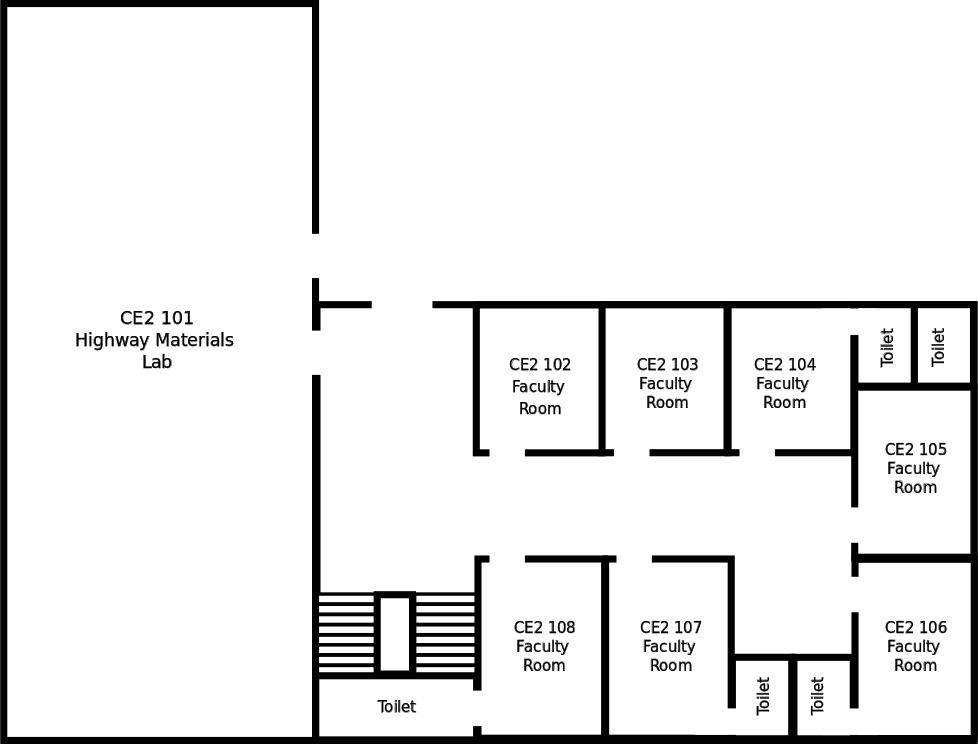 CE2 101
Highway Materials
Lab
CE2 102
Faculty
Room
CE2 103
Faculty
Room
CE2 104
Faculty
Room
Toilet
Toilet
CE2 105
Faculty
Room
CE2 108
Faculty
Room
CE2 107
Faculty
Room
CE2 106
Faculty
Room
Toilet
Toilet
Toilet